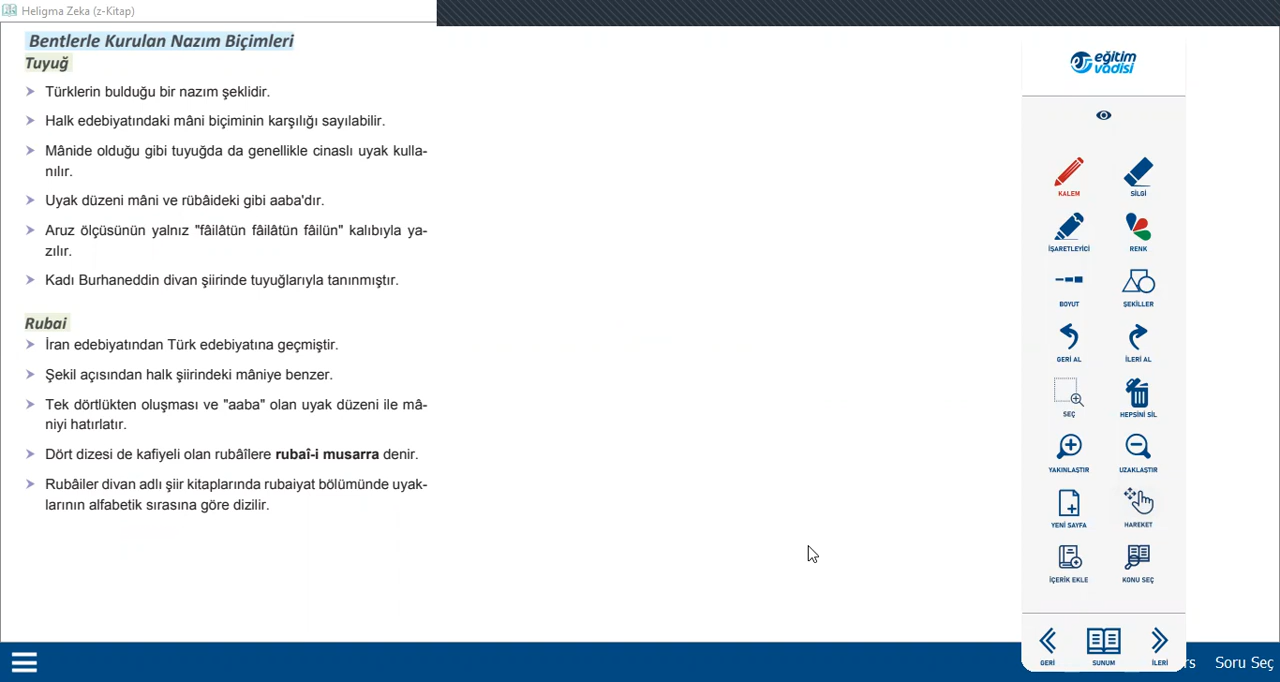 Heligma Zeka (z-Kitap)
Bentlerle Kurulan Nazım Biçimleri
Tuyuğ
➤ Türklerin bulduğu bir nazım şeklidir.
➤ Halk edebiyatındaki mâni biçiminin karşılığı sayılabilir.
➤ Mânide olduğu gibi tuyuğda da genellikle cinaslı uyak kulla-
nılır.
➤ Uyak düzeni mâni ve rübâideki gibi aaba'dır.
➤ Aruz ölçüsünün yalnız "fâilâtün fâilâtün fâilün" kalıbıyla ya-
zılır.
➤ Kadı Burhaneddin divan şiirinde tuyuğlarıyla tanınmıştır.
Rubai
➤ İran edebiyatından Türk edebiyatına geçmiştir.
➤ Şekil açısından halk şiirindeki mâniye benzer.
➤ Tek dörtlükten oluşması ve "aaba" olan uyak düzeni ile mâ-
niyi hatırlatır.
➤ Dört dizesi de kafiyeli olan rubâîlere rubaî-i musarra denir.
➤ Rubâiler divan adlı şiir kitaplarında rubaiyat bölümünde uyak-
larının alfabetik sırasına göre dizilir.
eğitim
vadisi
KALEM SİLGİ
İŞARETLEYİCİ RENK
BOYUT ŞEKİLLER
GERİ AL İLERİ AL
SEÇ HEPSİNİ SİL
YAKINLAŞTIR UZAKLAŞTIR
YENİ SAYFA HAREKET
İÇERİK EKLE KONU SEÇ
GERİ SUNUM İLERİ
rs Soru Seç